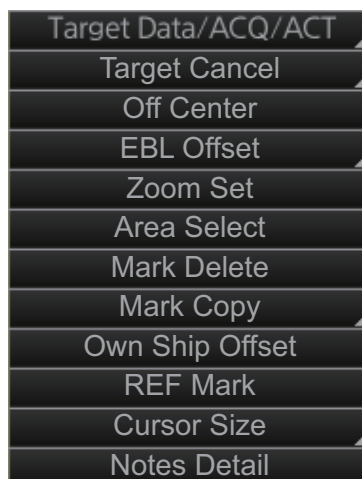 Target Data/ACQ/ACT
Target Cancel
Off Center
EBL Offset
Zoom Set
Area Select
Mark Delete
Mark Copy
Own Ship Offset
REF Mark
Cursor Size
Notes Detail